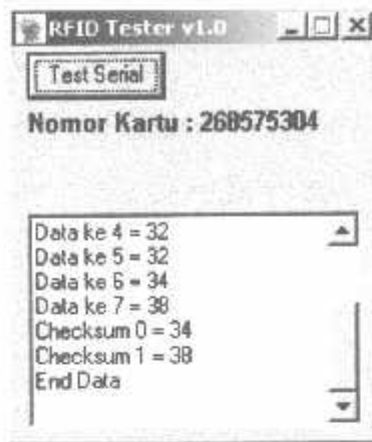 RFID Tester v1.0
Test Serial
Nomor Kartu : 268575304
Data ke 4 = 32
Data ke 5 = 32
Data ke 6 = 34
Data ke 7 = 38
Checksum 0 = 34
Checksum 1 = 38
End Data